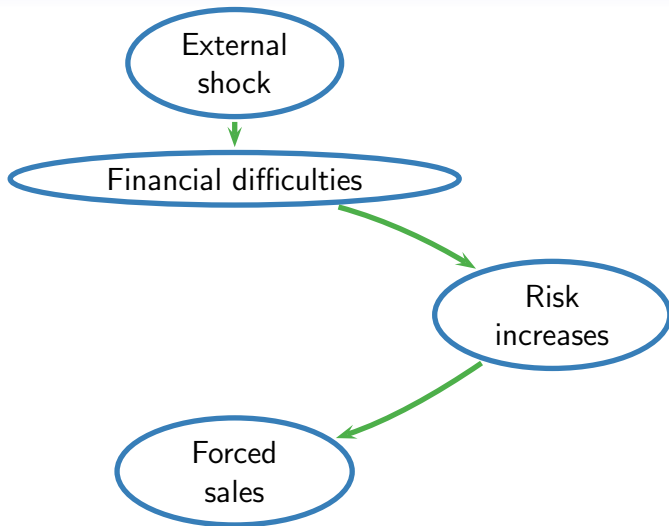 External
shock
Financial difficulties
Risk
increases
Forced
sales